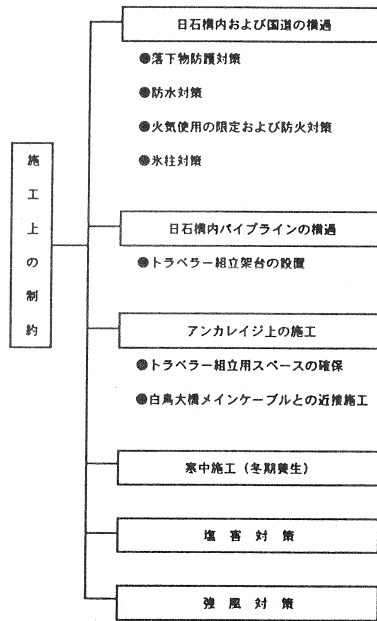 施工上の制約
日石構内および国道の横過
●落下物防護対策
●防水対策
●火気使用の限定および防火対策
●氷柱対策
日石構内パイプラインの横過
●トラベラー組立架台の設置
アンカレイジ上の施工
●トラベラー組立用スペースの確保
●白鳥大橋メインケーブルとの近接施工
寒中施工（冬期養生）
塩害対策
強風対策